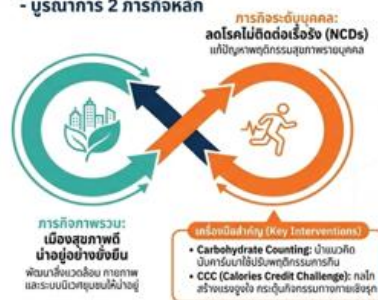 - บูรณาการ 2 ภารกิจหลัก
ภารกิจระดับบุคคล:
ลดโรคไม่ติดต่อเรื้อรัง (NCDs)
แก้ปัญหาพฤติกรรมสุขภาพรายบุคคล
ภารกิจภาพรวม:
เมืองสุขภาพดี
น่าอยู่อย่างยั่งยืน
พัฒนาสิ่งแวดล้อม กายภาพ
และระบบนิเวศชุมชนให้น่าอยู่
เครื่องมือสำคัญ (Key Interventions)
• Carbohydrate Counting: นำแนวคิด
นับคาร์บมาใช้ปรับพฤติกรรมการกิน
• CCC (Calories Credit Challenge): กลไก
สร้างแรงจูงใจ กระตุ้นกิจกรรมทางกายเชิงรุก